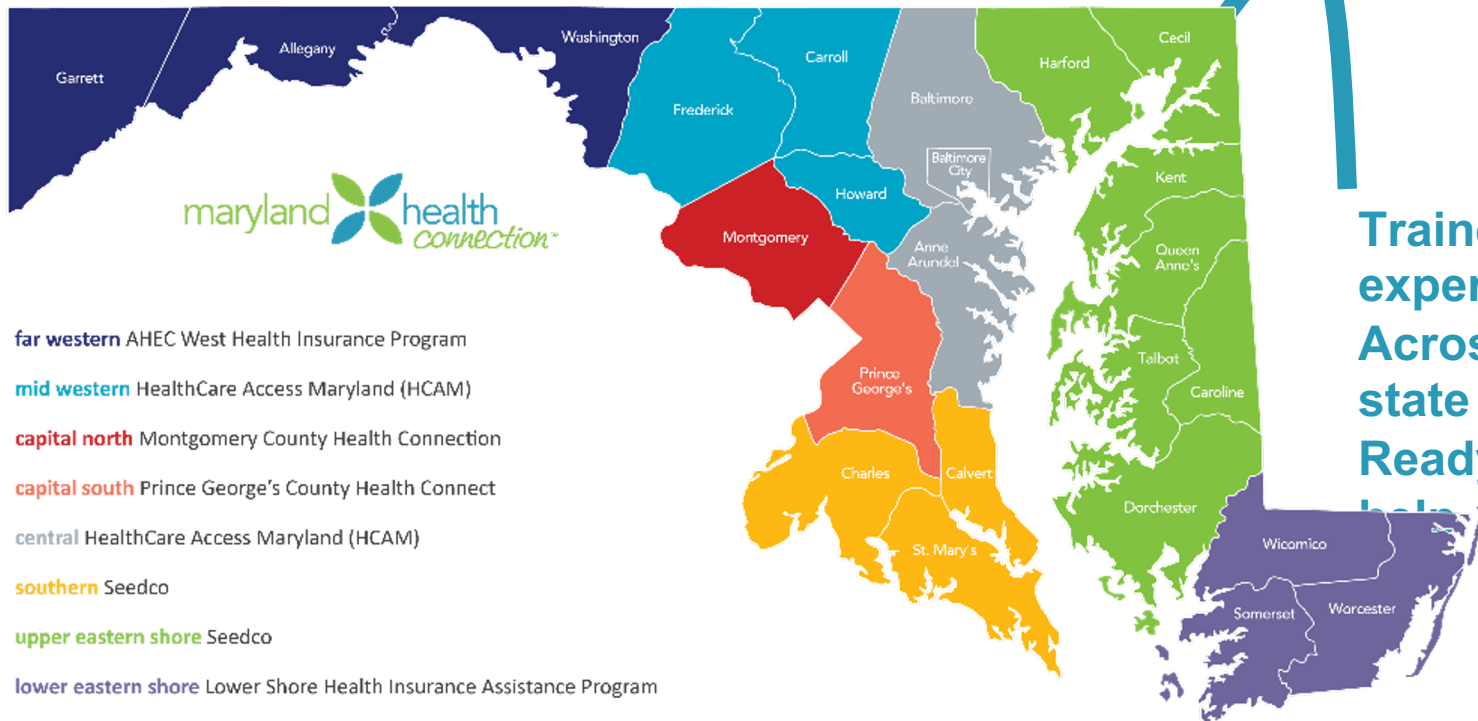 Garrett
Allegany
Washington
Frederick
Carroll
Baltimore
Baltimore
City
Harford
Cecil
Kent
Howard
Montgomery
Anne
Arundel
Queen
Anne's
Talbot
Caroline
Prince
George's
Charles
Calvert
St. Mary's
Dorchester
Wicomico
Somerset
Worcester
maryland health
connection℠
far western AHEC West Health Insurance Program
mid western HealthCare Access Maryland (HCAM)
capital north Montgomery County Health Connection
capital south Prince George's County Health Connect
central HealthCare Access Maryland (HCAM)
southern Seedco
upper eastern shore Seedco
lower eastern shore Lower Shore Health Insurance Assistance Program
state